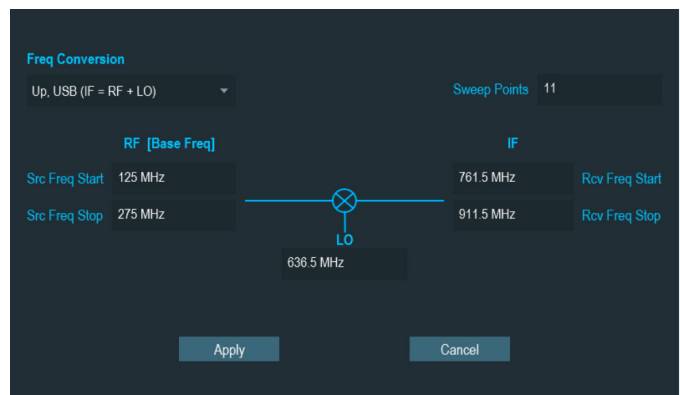 Freq Conversion
Up, USB (IF = RF + LO)
Sweep Points 11
RF [Base Freq]
IF
Src Freq Start 125 MHz
761.5 MHz Rcv Freq Start
Src Freq Stop 275 MHz
911.5 MHz Rcv Freq Stop
LO
636.5 MHz
Apply
Cancel